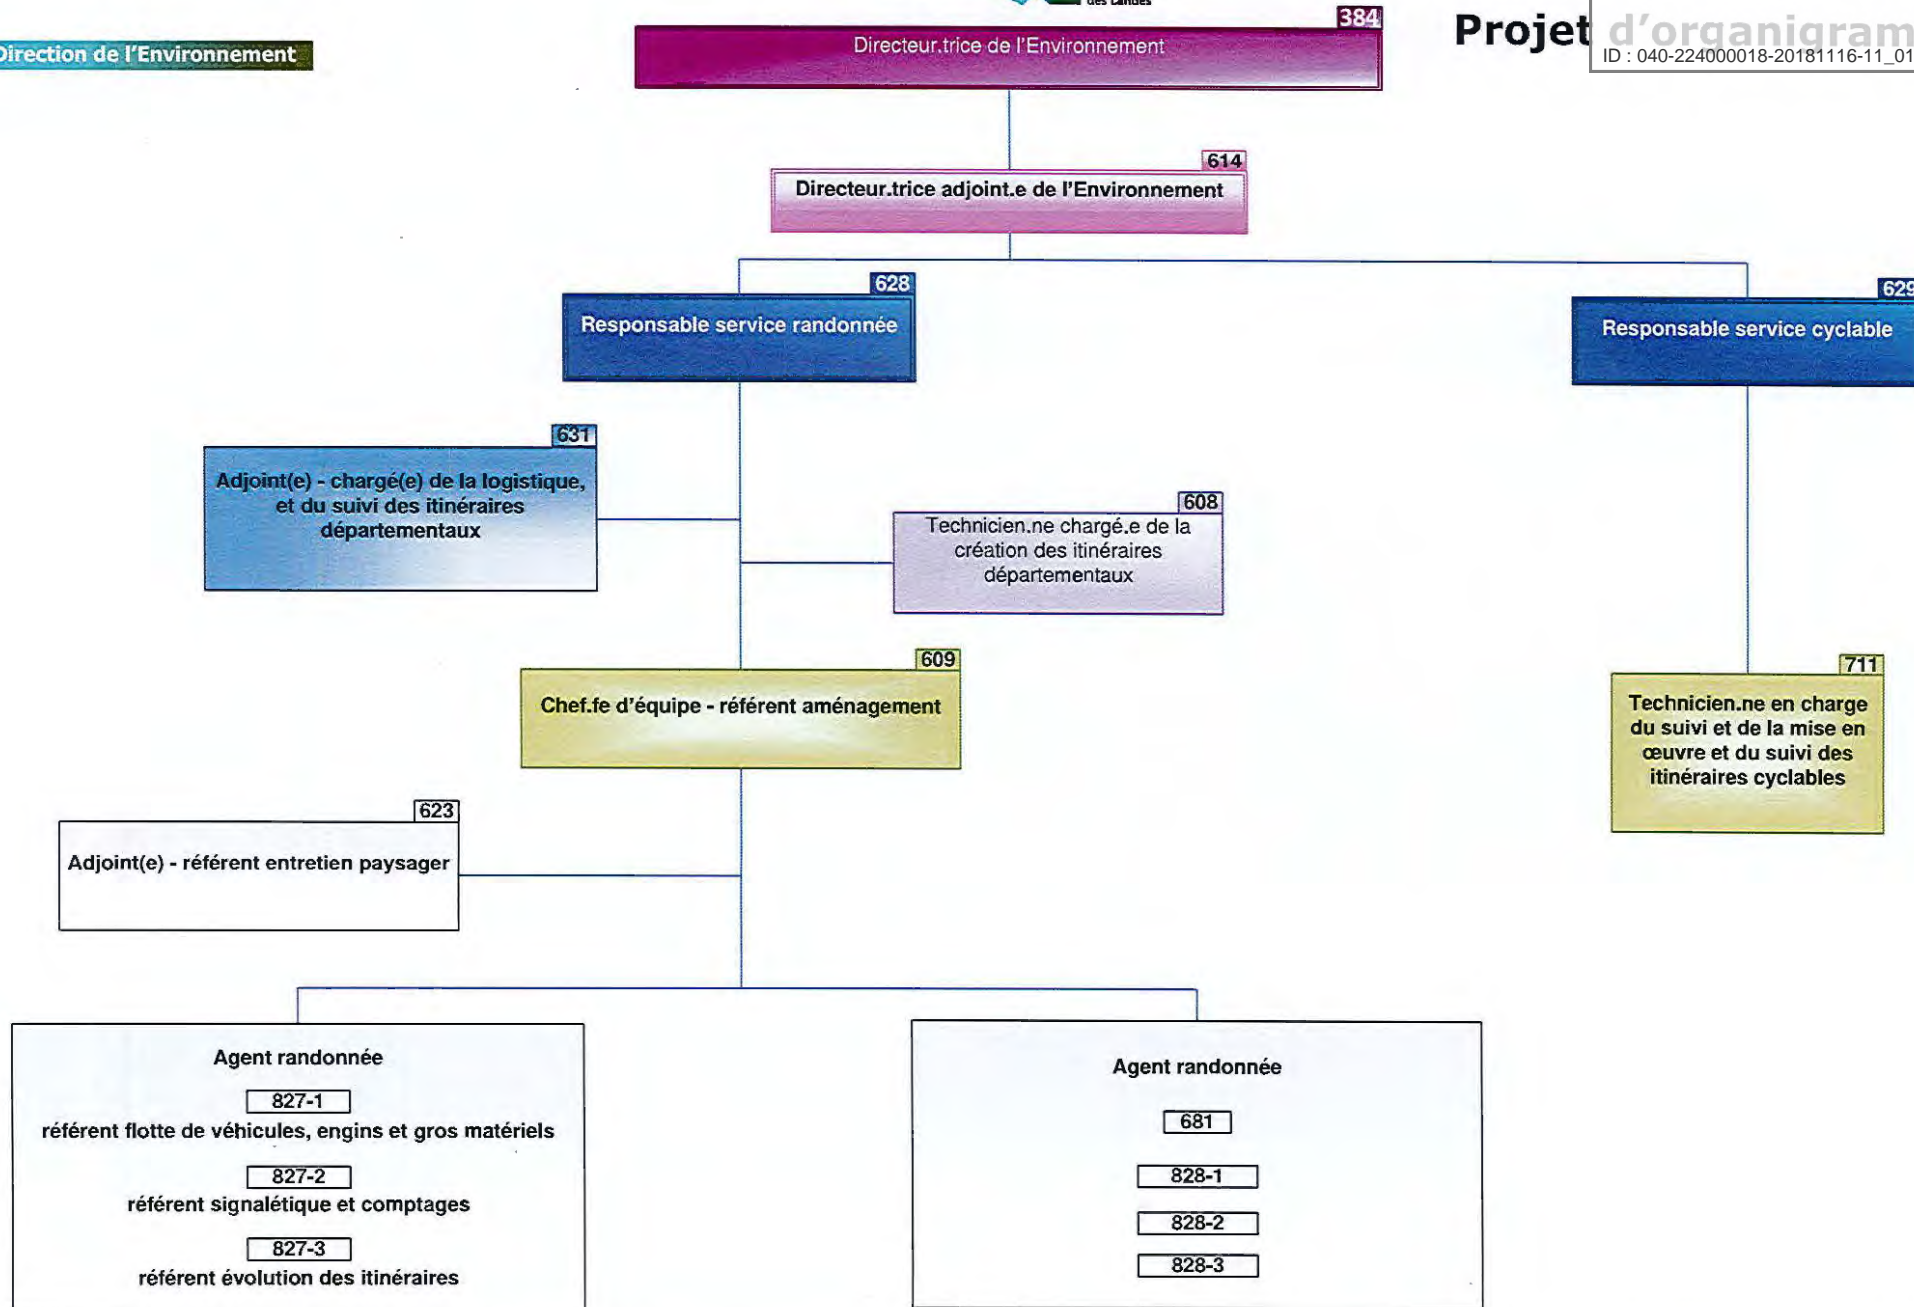 des Landes
Direction de l'Environnement
384
Directeur.trice de l'Environnement
Projet d'organigram
ID : 040-224000018-20181116-11_01
614
Directeur.trice adjoint.e de l'Environnement
628
Responsable service randonnée
629
Responsable service cyclable
631
Adjoint(e) - chargé(e) de la logistique,
et du suivi des itinéraires
départementaux
608
Technicien.ne chargé.e de la
création des itinéraires
départementaux
609
Chef.fe d'équipe - référent aménagement
711
Technicien.ne en charge
du suivi et de la mise en
œuvre et du suivi des
itinéraires cyclables
623
Adjoint(e) - référent entretien paysager
Agent randonnée
827-1
référent flotte de véhicules, engins et gros matériels
827-2
référent signalétique et comptages
827-3
référent évolution des itinéraires
Agent randonnée
681
828-1
828-2
828-3